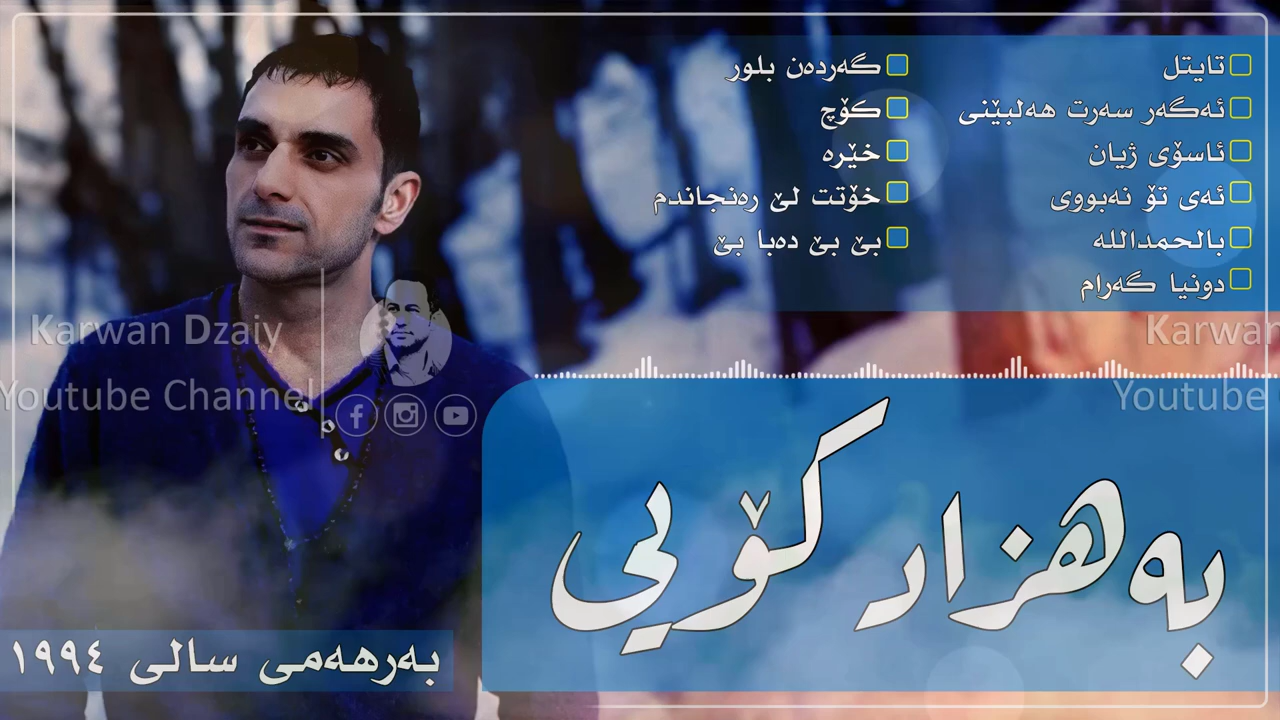 تایتل
ئەگەر سەرت هەلبێنی
ئاسۆی ژیان
ئەی تۆ نەبووی
بالحمداللە
دونیا گەرام
گەردەن بلور
کۆچ
خێرە
خۆتت لێ رەنجاندم
بێ بێ دەبا بێ
Karwan Dzaiy
Youtube Channel
Karwan
Youtube
بەهزاد کۆیی
بەرهەمی سالی ١٩٩٤